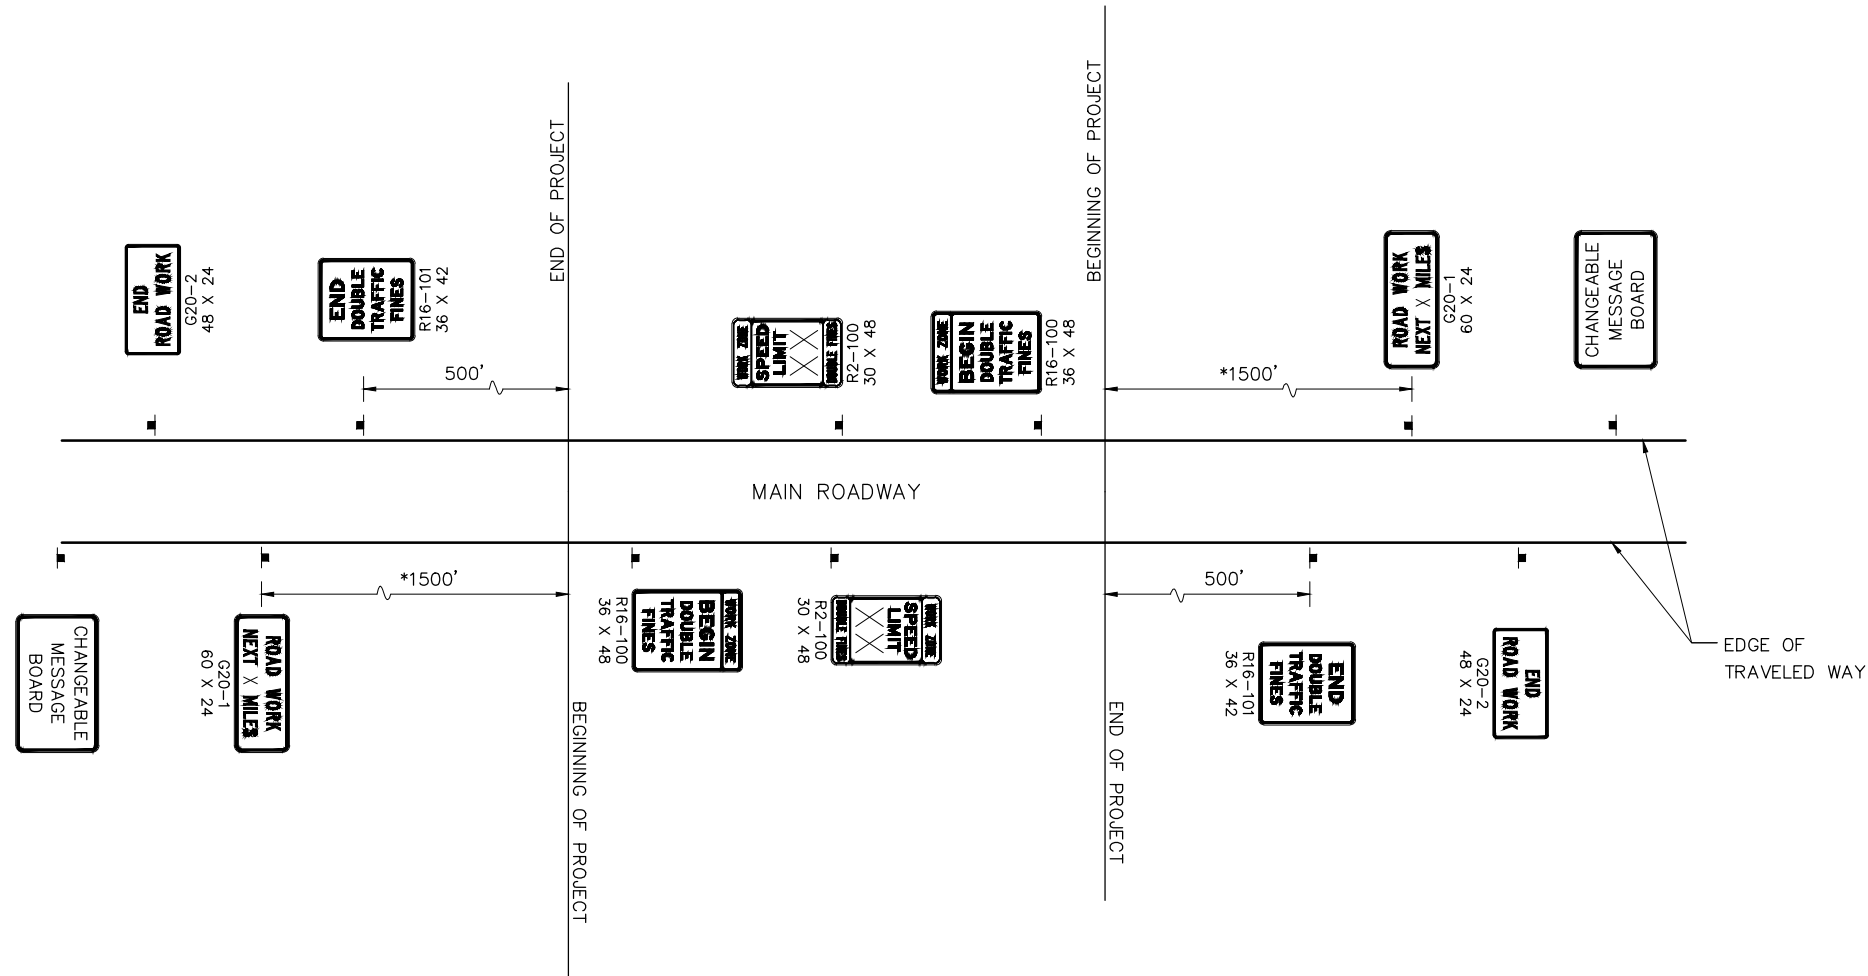 BEGINNING OF PROJECT
END OF PROJECT
END
ROAD WORK
G20-2
48 X 24
END
DOUBLE
TRAFFIC
FINES
R16-101
36 X 42
500'
WORK ZONE
SPEED
LIMIT
XX
DOUBLE FINES
R2-100
30 X 48
WORK ZONE
BEGIN
DOUBLE
TRAFFIC
FINES
R16-100
36 X 48
*1500'
ROAD WORK
NEXT X MILES
G20-1
60 X 24
CHANGEABLE
MESSAGE
BOARD
MAIN ROADWAY
CHANGEABLE
MESSAGE
BOARD
ROAD WORK
NEXT X MILES
G20-1
60 X 24
*1500'
BEGINNING OF PROJECT
WORK ZONE
BEGIN
DOUBLE
TRAFFIC
FINES
R16-100
36 X 48
WORK ZONE
SPEED
LIMIT
XX
DOUBLE FINES
R2-100
30 X 48
END OF PROJECT
500'
END
DOUBLE
TRAFFIC
FINES
R16-101
36 X 42
END
ROAD WORK
G20-2
48 X 24
EDGE OF
TRAVELED WAY